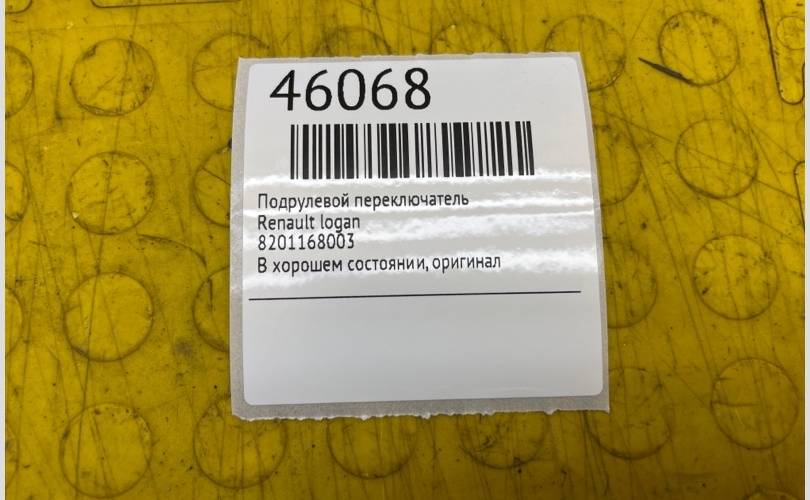 46068
Подрулевой переключатель
Renault logan
8201168003
В хорошем состоянии, оригинал